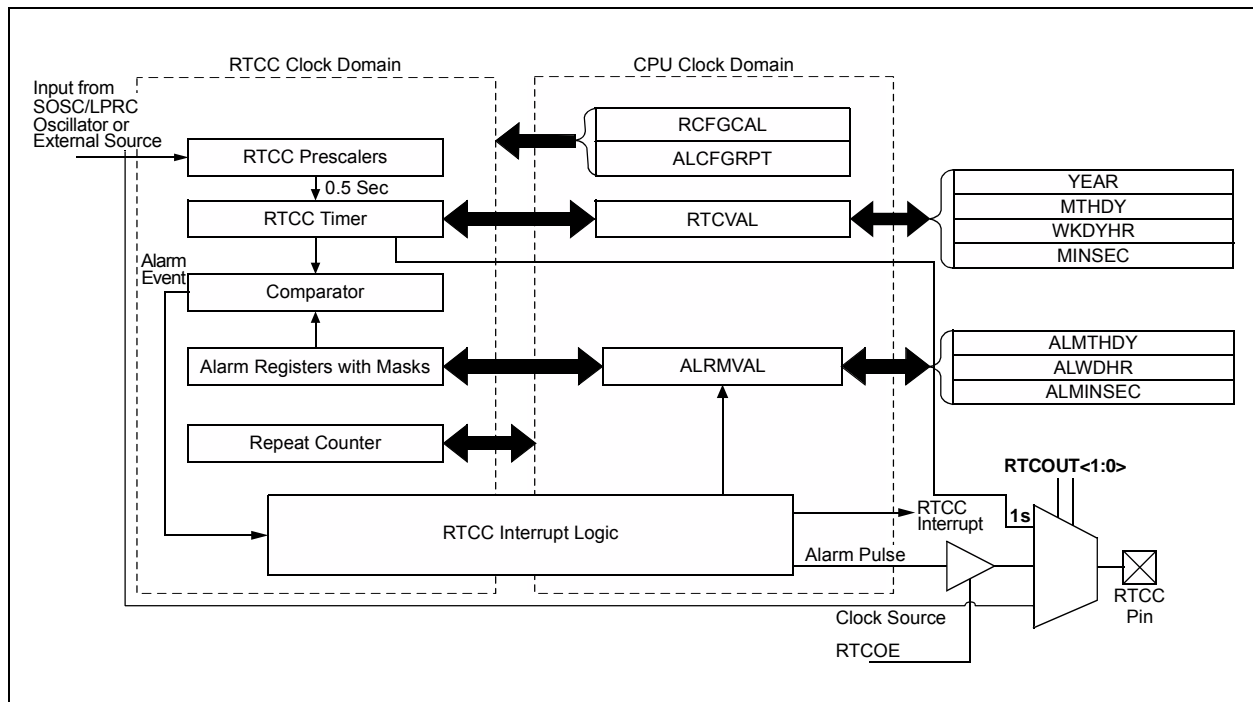 RTCC Clock Domain
CPU Clock Domain
Input from
SOSC/LPRC
Oscillator or
External Source
RCFGCAL
ALCFGRPT
RTCC Prescalers
0.5 Sec
RTCC Timer
RTCVAL
YEAR
MTHDY
WKDYHR
MINSEC
Alarm
Event
Comparator
Alarm Registers with Masks
ALRMVAL
ALMTHDY
ALWDHR
ALMINSEC
Repeat Counter
RTCOUT<1:0>
RTCC Interrupt Logic
RTCC
Interrupt
1s
Alarm Pulse
Clock Source
RTCOE
RTCC
Pin